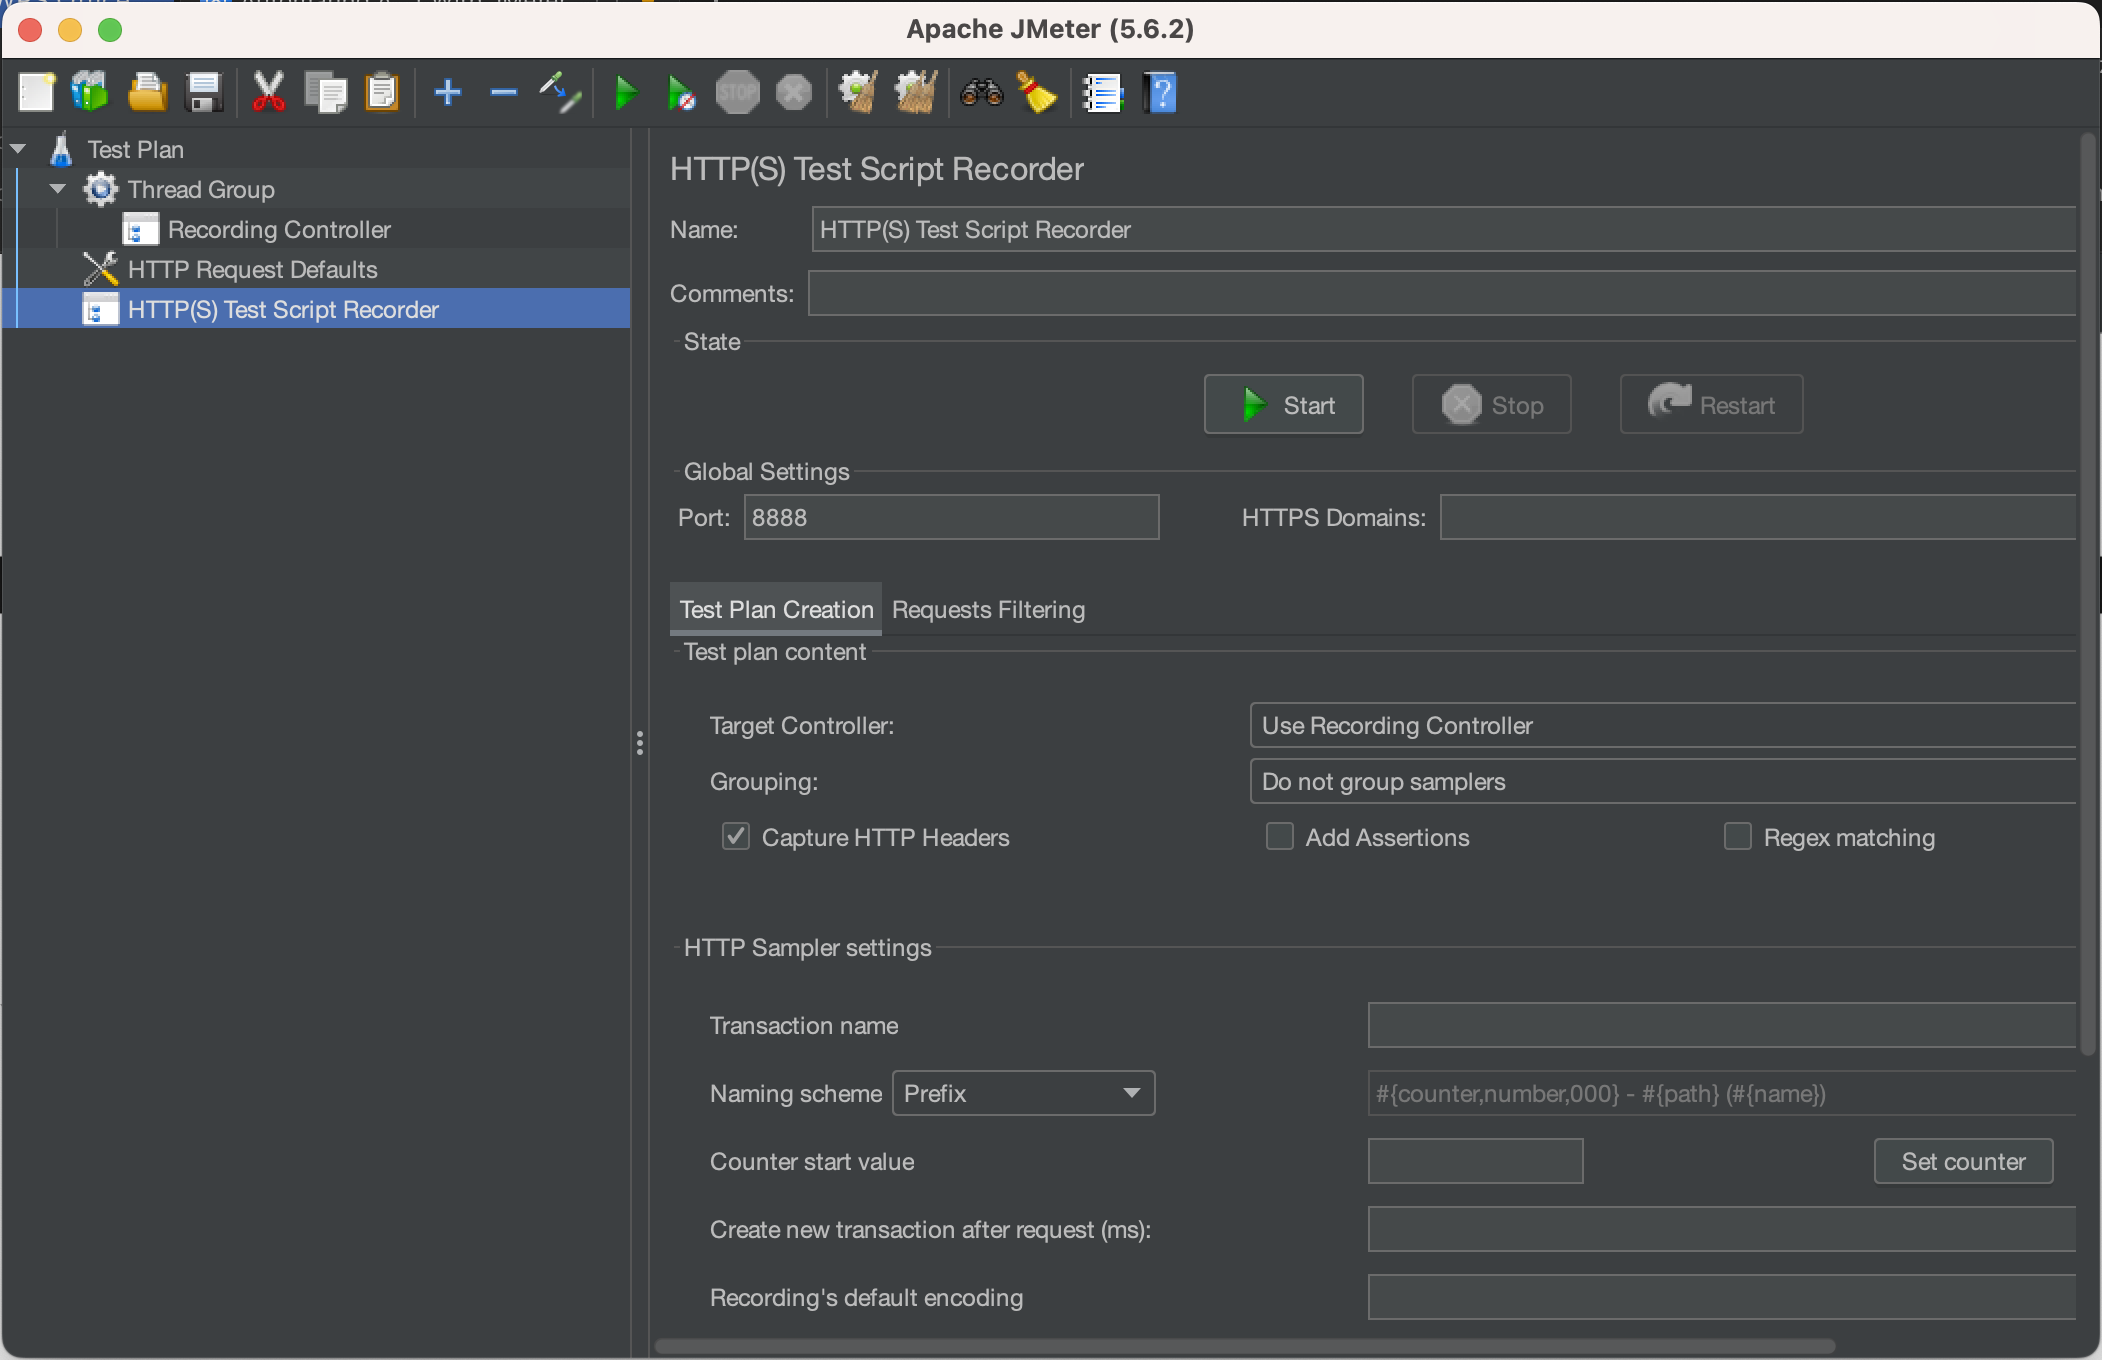 Apache JMeter (5.6.2)
STOP
Test Plan
Thread Group
Recording Controller
HTTP Request Defaults
HTTP(S) Test Script Recorder
HTTP(S) Test Script Recorder
Name: HTTP(S) Test Script Recorder
Comments:
State
Start Stop Restart
Global Settings
Port: 8888 HTTPS Domains:
Test Plan Creation Requests Filtering
Test plan content
Target Controller: Use Recording Controller
Grouping: Do not group samplers
Capture HTTP Headers Add Assertions Regex matching
HTTP Sampler settings
Transaction name
Naming scheme Prefix #{counter,number,000} - #{path} (#{name})
Counter start value Set counter
Create new transaction after request (ms):
Recording's default encoding